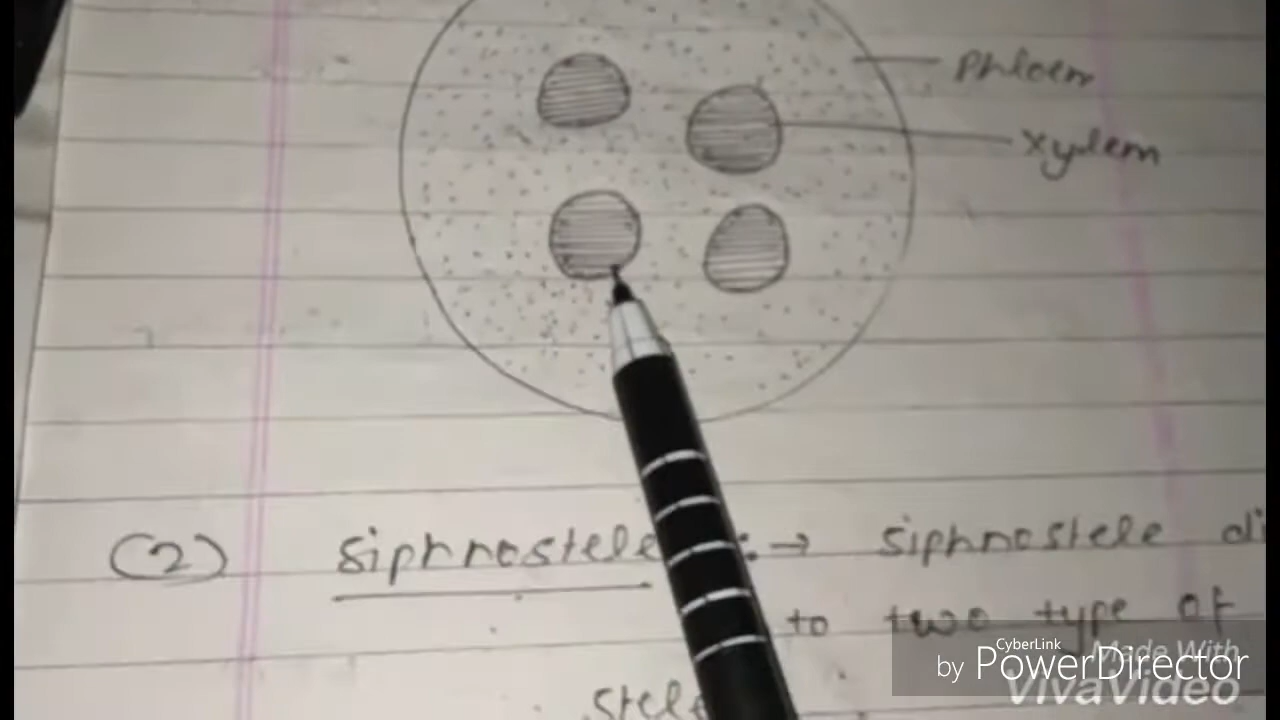 Phloem
Xylem
(2) siphnostele :→ siphnostele di
to two type of
stele
CyberLink
by PowerDirector
Made With
VivaVideo